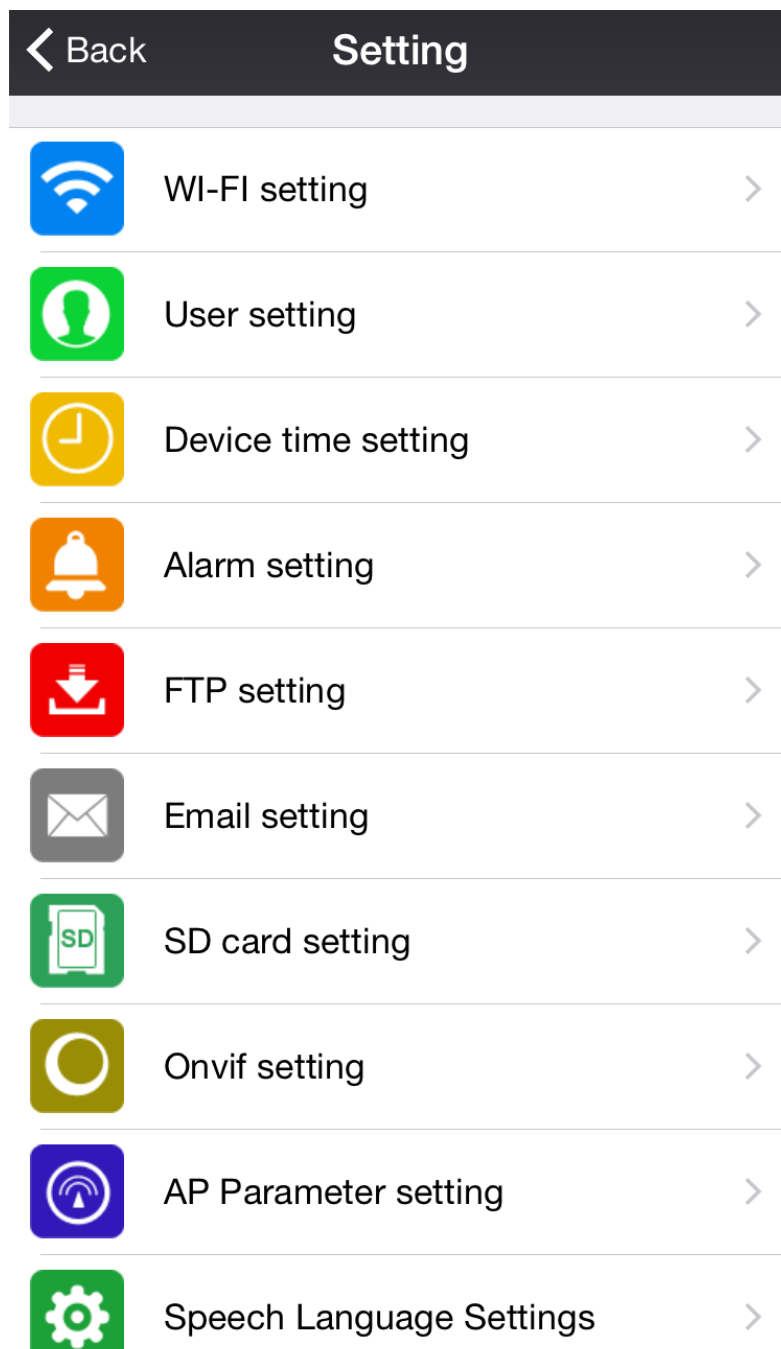 Back Setting
WI-FI setting
User setting
Device time setting
Alarm setting
FTP setting
Email setting
SD SD card setting
Onvif setting
AP Parameter setting
Speech Language Settings